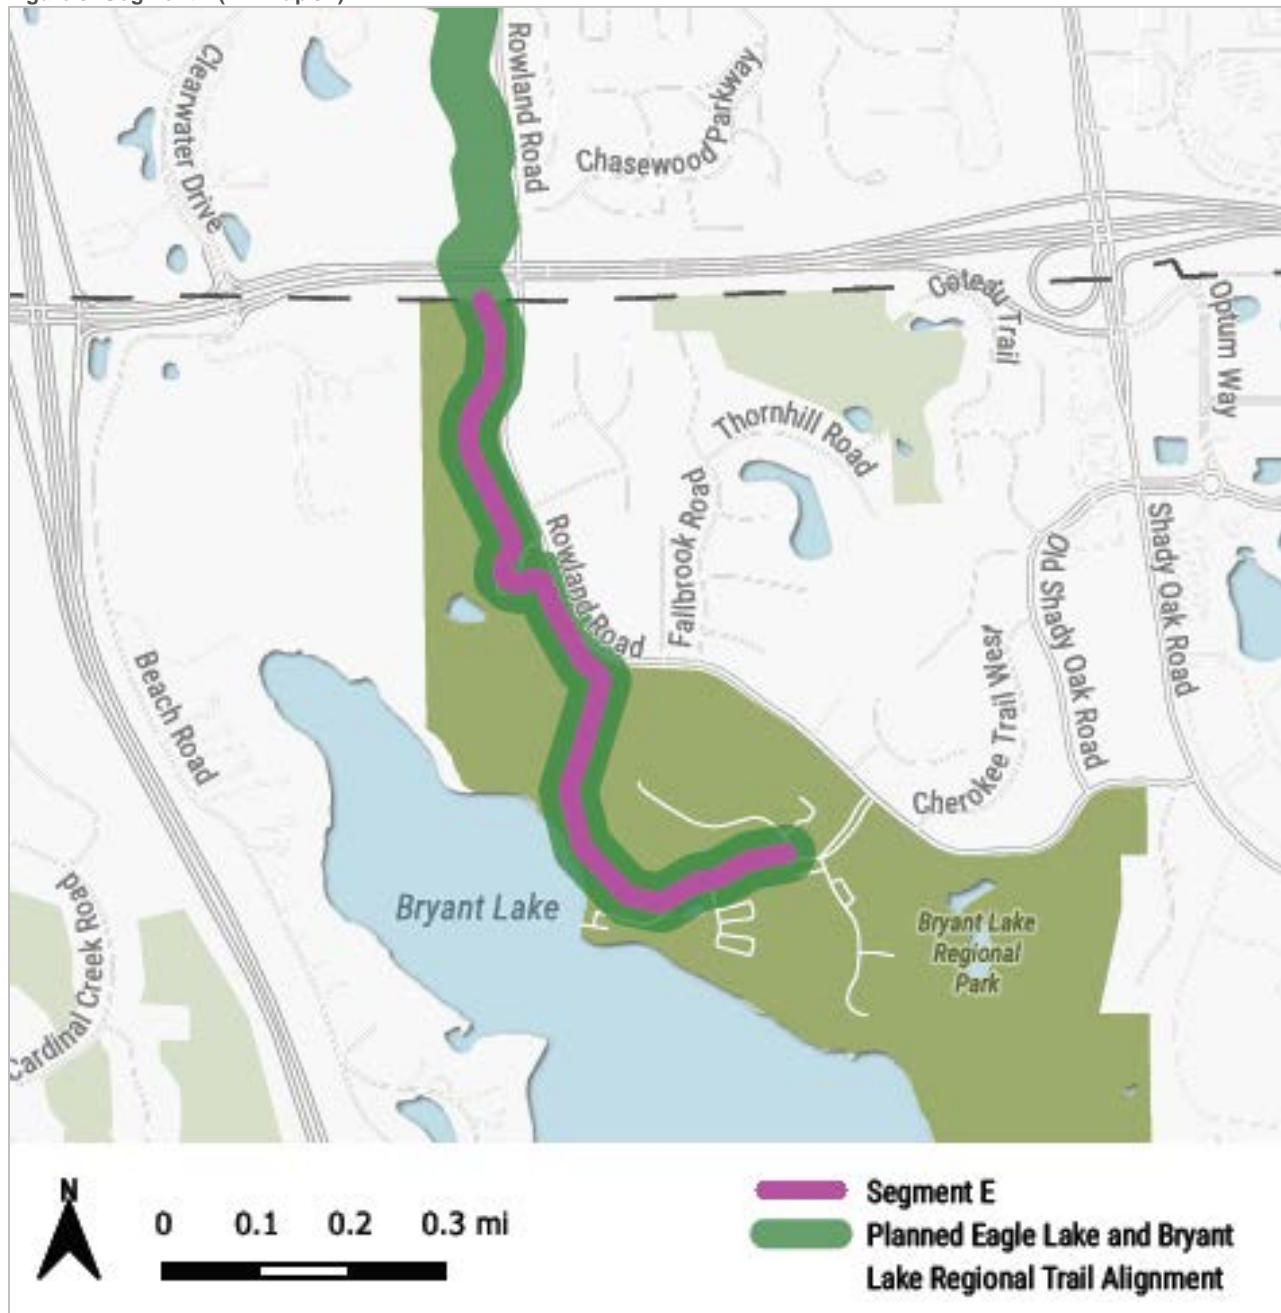 Clearwater Drive
Rowland Road
Chasewood Parkway
Coteau Trail
Optum Way
Thornhill Road
Fallbrook Road
Rowland Road
Old Shady Oak Road
Shady Oak Road
Cherokee Trail West
Beach Road
Cardinal Creek Road
Bryant Lake
Bryant Lake
Regional
Park
N
0 0.1 0.2 0.3 mi
Segment E
Planned Eagle Lake and Bryant
Lake Regional Trail Alignment